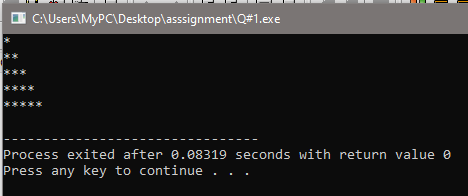 C:\Users\MyPC\Desktop\asssignment\Q#1.exe
*
**
***
****
*****
--------------------------------
Process exited after 0.08319 seconds with return value 0
Press any key to continue . . .